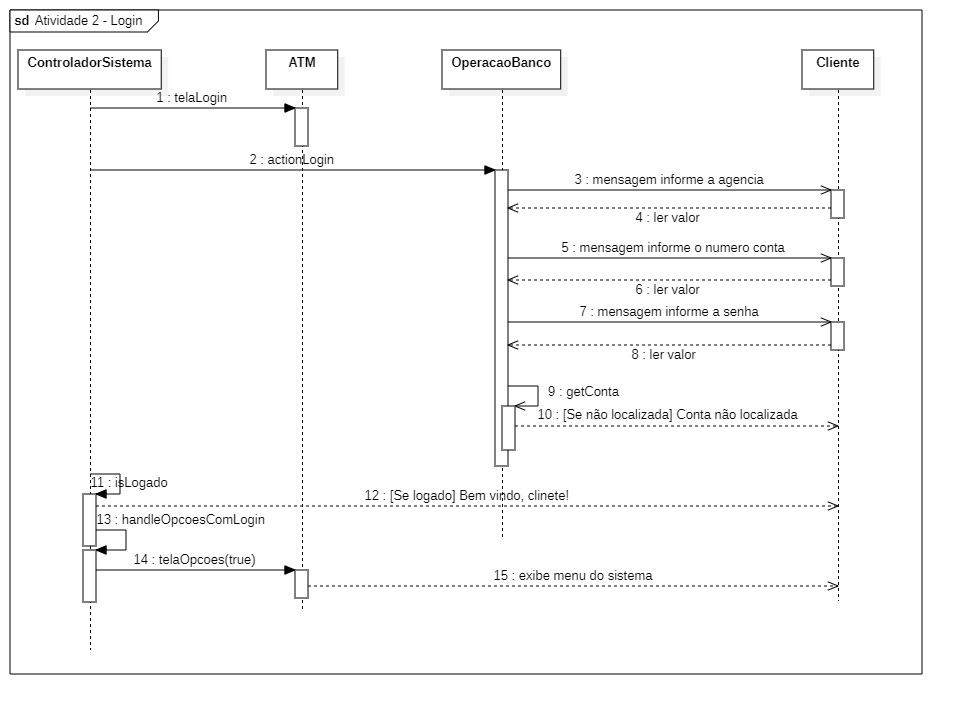 sd Atividade 2 - Login
ControladorSistema
ATM
OperacaoBanco
Cliente
1 : telaLogin
2 : actionLogin
3 : mensagem informe a agencia
4 : ler valor
5 : mensagem informe o numero conta
6 : ler valor
7 : mensagem informe a senha
8 : ler valor
9 : getConta
10 : [Se não localizada] Conta não localizada
11 : isLogado
12 : [Se logado] Bem vindo, clinete!
13 : handleOpcoesComLogin
14 : telaOpcoes(true)
15 : exibe menu do sistema